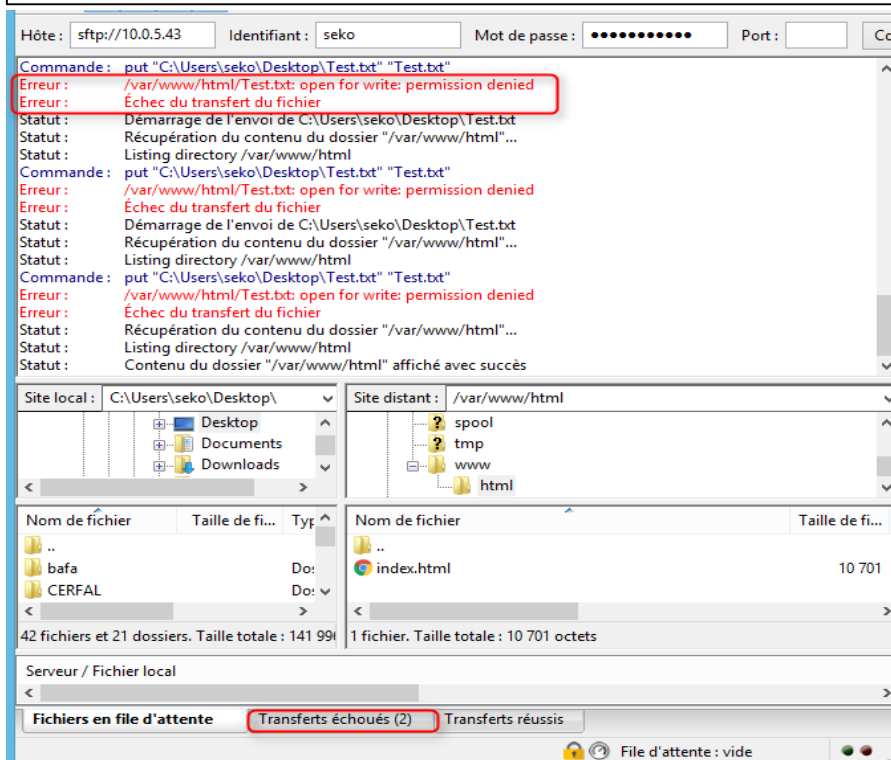 Hôte : sftp://10.0.5.43 Identifiant : seko Mot de passe : ●●●●●●●●●●● Port : Co
Commande : put "C:\Users\seko\Desktop\Test.txt" "Test.txt"
Erreur : /var/www/html/Test.txt: open for write: permission denied
Erreur : Échec du transfert du fichier
Statut : Démarrage de l'envoi de C:\Users\seko\Desktop\Test.txt
Statut : Récupération du contenu du dossier "/var/www/html"...
Statut : Listing directory /var/www/html
Commande : put "C:\Users\seko\Desktop\Test.txt" "Test.txt"
Erreur : /var/www/html/Test.txt: open for write: permission denied
Erreur : Échec du transfert du fichier
Statut : Démarrage de l'envoi de C:\Users\seko\Desktop\Test.txt
Statut : Récupération du contenu du dossier "/var/www/html"...
Statut : Listing directory /var/www/html
Commande : put "C:\Users\seko\Desktop\Test.txt" "Test.txt"
Erreur : /var/www/html/Test.txt: open for write: permission denied
Erreur : Échec du transfert du fichier
Statut : Récupération du contenu du dossier "/var/www/html"...
Statut : Listing directory /var/www/html
Statut : Contenu du dossier "/var/www/html" affiché avec succès
Site local : C:\Users\seko\Desktop\
Desktop
Documents
Downloads
Site distant : /var/www/html
spool
tmp
www
html
Nom de fichier Taille de fi... Typ
..
bafa Do:
CERFAL Do:
42 fichiers et 21 dossiers. Taille totale : 141 99
Nom de fichier Taille de fi...
..
index.html 10 701
1 fichier. Taille totale : 10 701 octets
Serveur / Fichier local
Fichiers en file d'attente Transferts échoués (2) Transferts réussis
File d'attente : vide